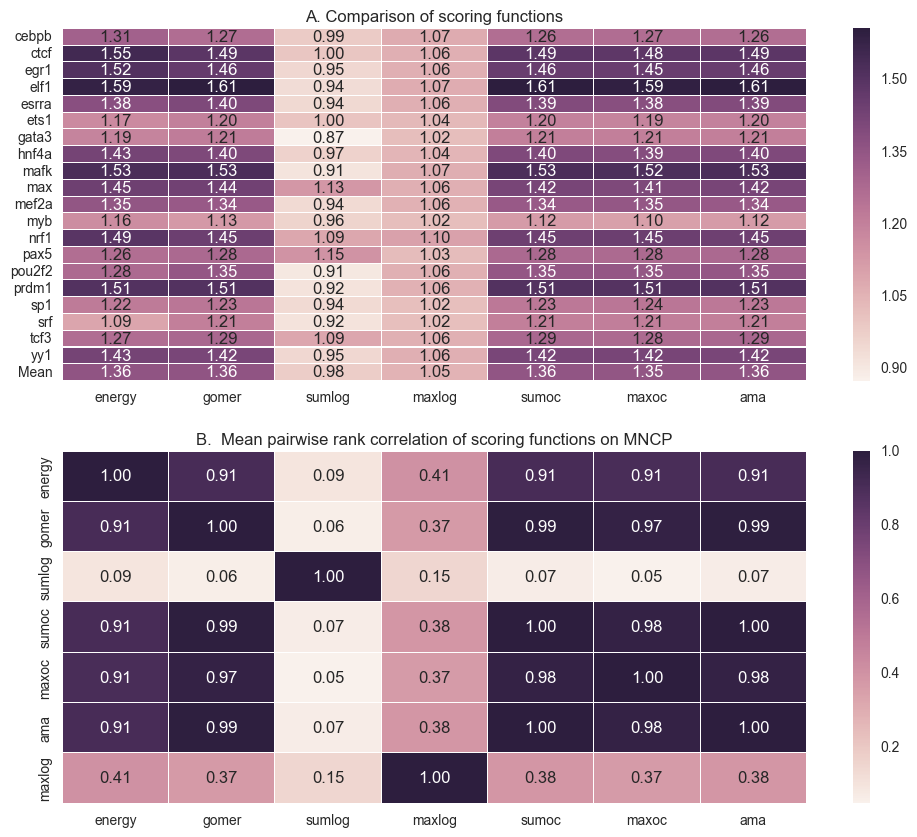 A. Comparison of scoring functions
cebpb 1.31 1.27 0.99 1.07 1.26 1.27 1.26
ctcf 1.55 1.49 1.00 1.06 1.49 1.48 1.49
egr1 1.52 1.46 0.95 1.06 1.46 1.45 1.46
elf1 1.59 1.61 0.94 1.07 1.61 1.59 1.61
esrra 1.38 1.40 0.94 1.06 1.39 1.38 1.39
ets1 1.17 1.20 1.00 1.04 1.20 1.19 1.20
gata3 1.19 1.21 0.87 1.02 1.21 1.21 1.21
hnf4a 1.43 1.40 0.97 1.04 1.40 1.39 1.40
mafk 1.53 1.53 0.91 1.07 1.53 1.52 1.53
max 1.45 1.44 1.13 1.06 1.42 1.41 1.42
mef2a 1.35 1.34 0.94 1.06 1.34 1.35 1.34
myb 1.16 1.13 0.96 1.02 1.12 1.10 1.12
nrf1 1.49 1.45 1.09 1.10 1.45 1.45 1.45
pax5 1.26 1.28 1.15 1.03 1.28 1.28 1.28
pou2f2 1.28 1.35 0.91 1.06 1.35 1.35 1.35
prdm1 1.51 1.51 0.92 1.06 1.51 1.51 1.51
sp1 1.22 1.23 0.94 1.02 1.23 1.24 1.23
srf 1.09 1.21 0.92 1.02 1.21 1.21 1.21
tcf3 1.27 1.29 1.09 1.06 1.29 1.28 1.29
yy1 1.43 1.42 0.95 1.06 1.42 1.42 1.42
Mean 1.36 1.36 0.98 1.05 1.36 1.35 1.36
energy gomer sumlog maxlog sumoc maxoc ama
1.50
1.35
1.20
1.05
0.90
B. Mean pairwise rank correlation of scoring functions on MNCP
energy 1.00 0.91 0.09 0.41 0.91 0.91 0.91
gomer 0.91 1.00 0.06 0.37 0.99 0.97 0.99
sumlog 0.09 0.06 1.00 0.15 0.07 0.05 0.07
sumoc 0.91 0.99 0.07 0.38 1.00 0.98 1.00
maxoc 0.91 0.97 0.05 0.37 0.98 1.00 0.98
ama 0.91 0.99 0.07 0.38 1.00 0.98 1.00
maxlog 0.41 0.37 0.15 1.00 0.38 0.37 0.38
energy gomer sumlog maxlog sumoc maxoc ama
1.0
0.8
0.6
0.4
0.2